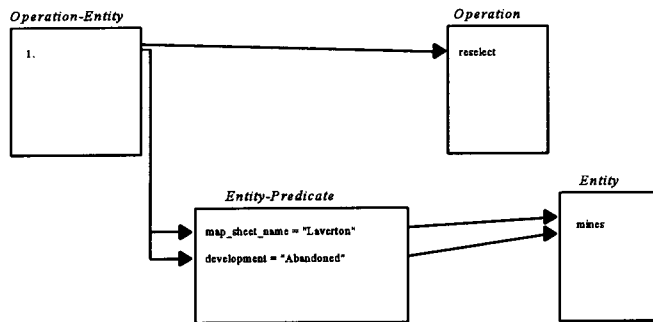 Operation-Entity
Operation
1.
reselect
Entity-Predicate
Entity
map_sheet_name = "Laverton"
mines
development = "Abandoned"